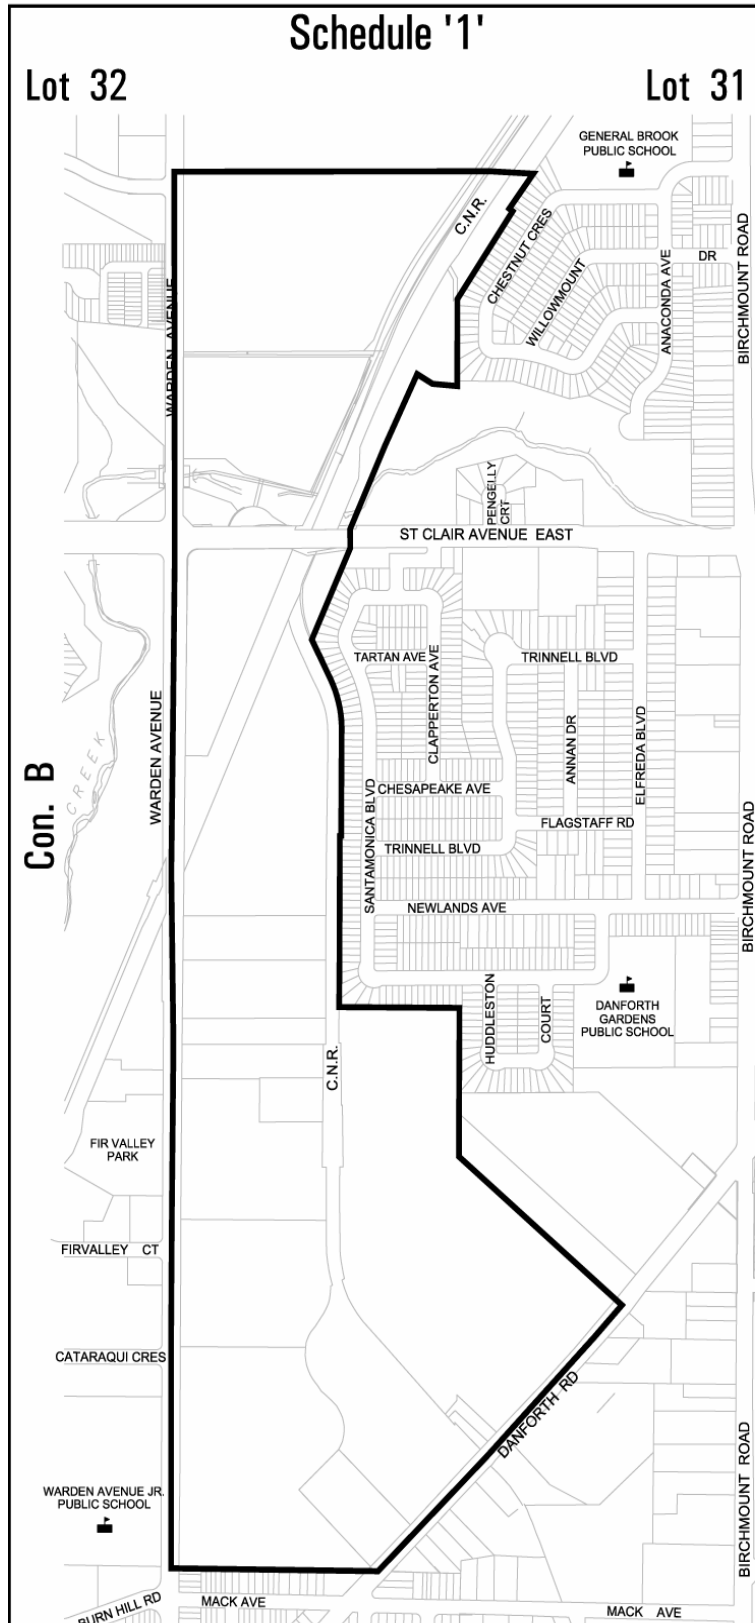 Schedule '1'
Lot 32
Lot 31
GENERAL BROOK
PUBLIC SCHOOL
C.N.R.
CHESTNUT CRES
WILLOWMOUNT
DR
ANACONDA AVE
BIRCHMOUNT ROAD
WARDEN AVENUE
PENGELLY
CRT
ST CLAIR AVENUE EAST
TARTAN AVE
CLAPPERTON AVE
TRINNELL BLVD
ANNAN DR
ELFREDA BLVD
WARDEN AVENUE
CREEK
Con. B
SANTAMONICA BLVD
CHESAPEAKE AVE
FLAGSTAFF RD
TRINNELL BLVD
BIRCHMOUNT ROAD
NEWLANDS AVE
HUDDLESTON
COURT
DANFORTH
GARDENS
PUBLIC SCHOOL
C.N.R.
FIR VALLEY
PARK
FIRVALLEY CT
CATARAQUI CRES
DANFORTH RD
BIRCHMOUNT ROAD
WARDEN AVENUE JR.
PUBLIC SCHOOL
BURN HILL RD
MACK AVE
MACK AVE